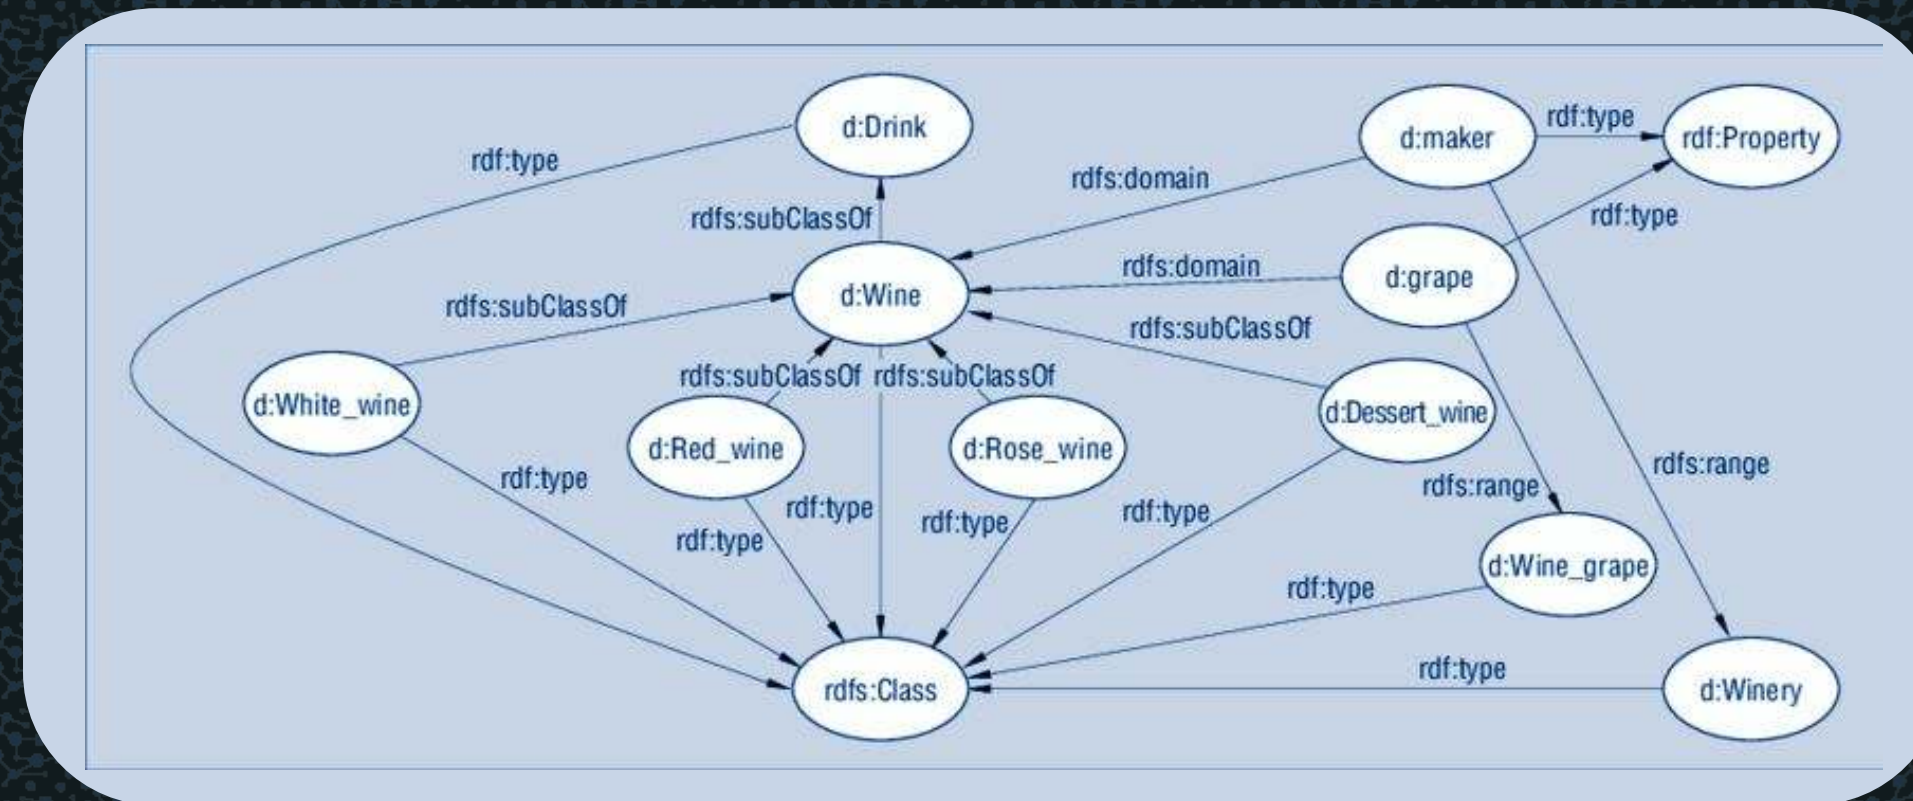 d:Drink
d:maker
rdf:type
rdf:Property
rdf:type
rdfs:domain
rdfs:subClassOf
rdf:type
rdfs:domain
d:grape
d:Wine
rdfs:subClassOf
rdfs:subClassOf
rdfs:subClassOf
rdfs:subClassOf
d:White_wine
d:Dessert_wine
d:Red_wine
d:Rose_wine
rdfs:range
rdf:type
rdfs:range
rdf:type
rdf:type
rdf:type
rdf:type
d:Wine_grape
rdf:type
rdf:type
rdfs:Class
d:Winery